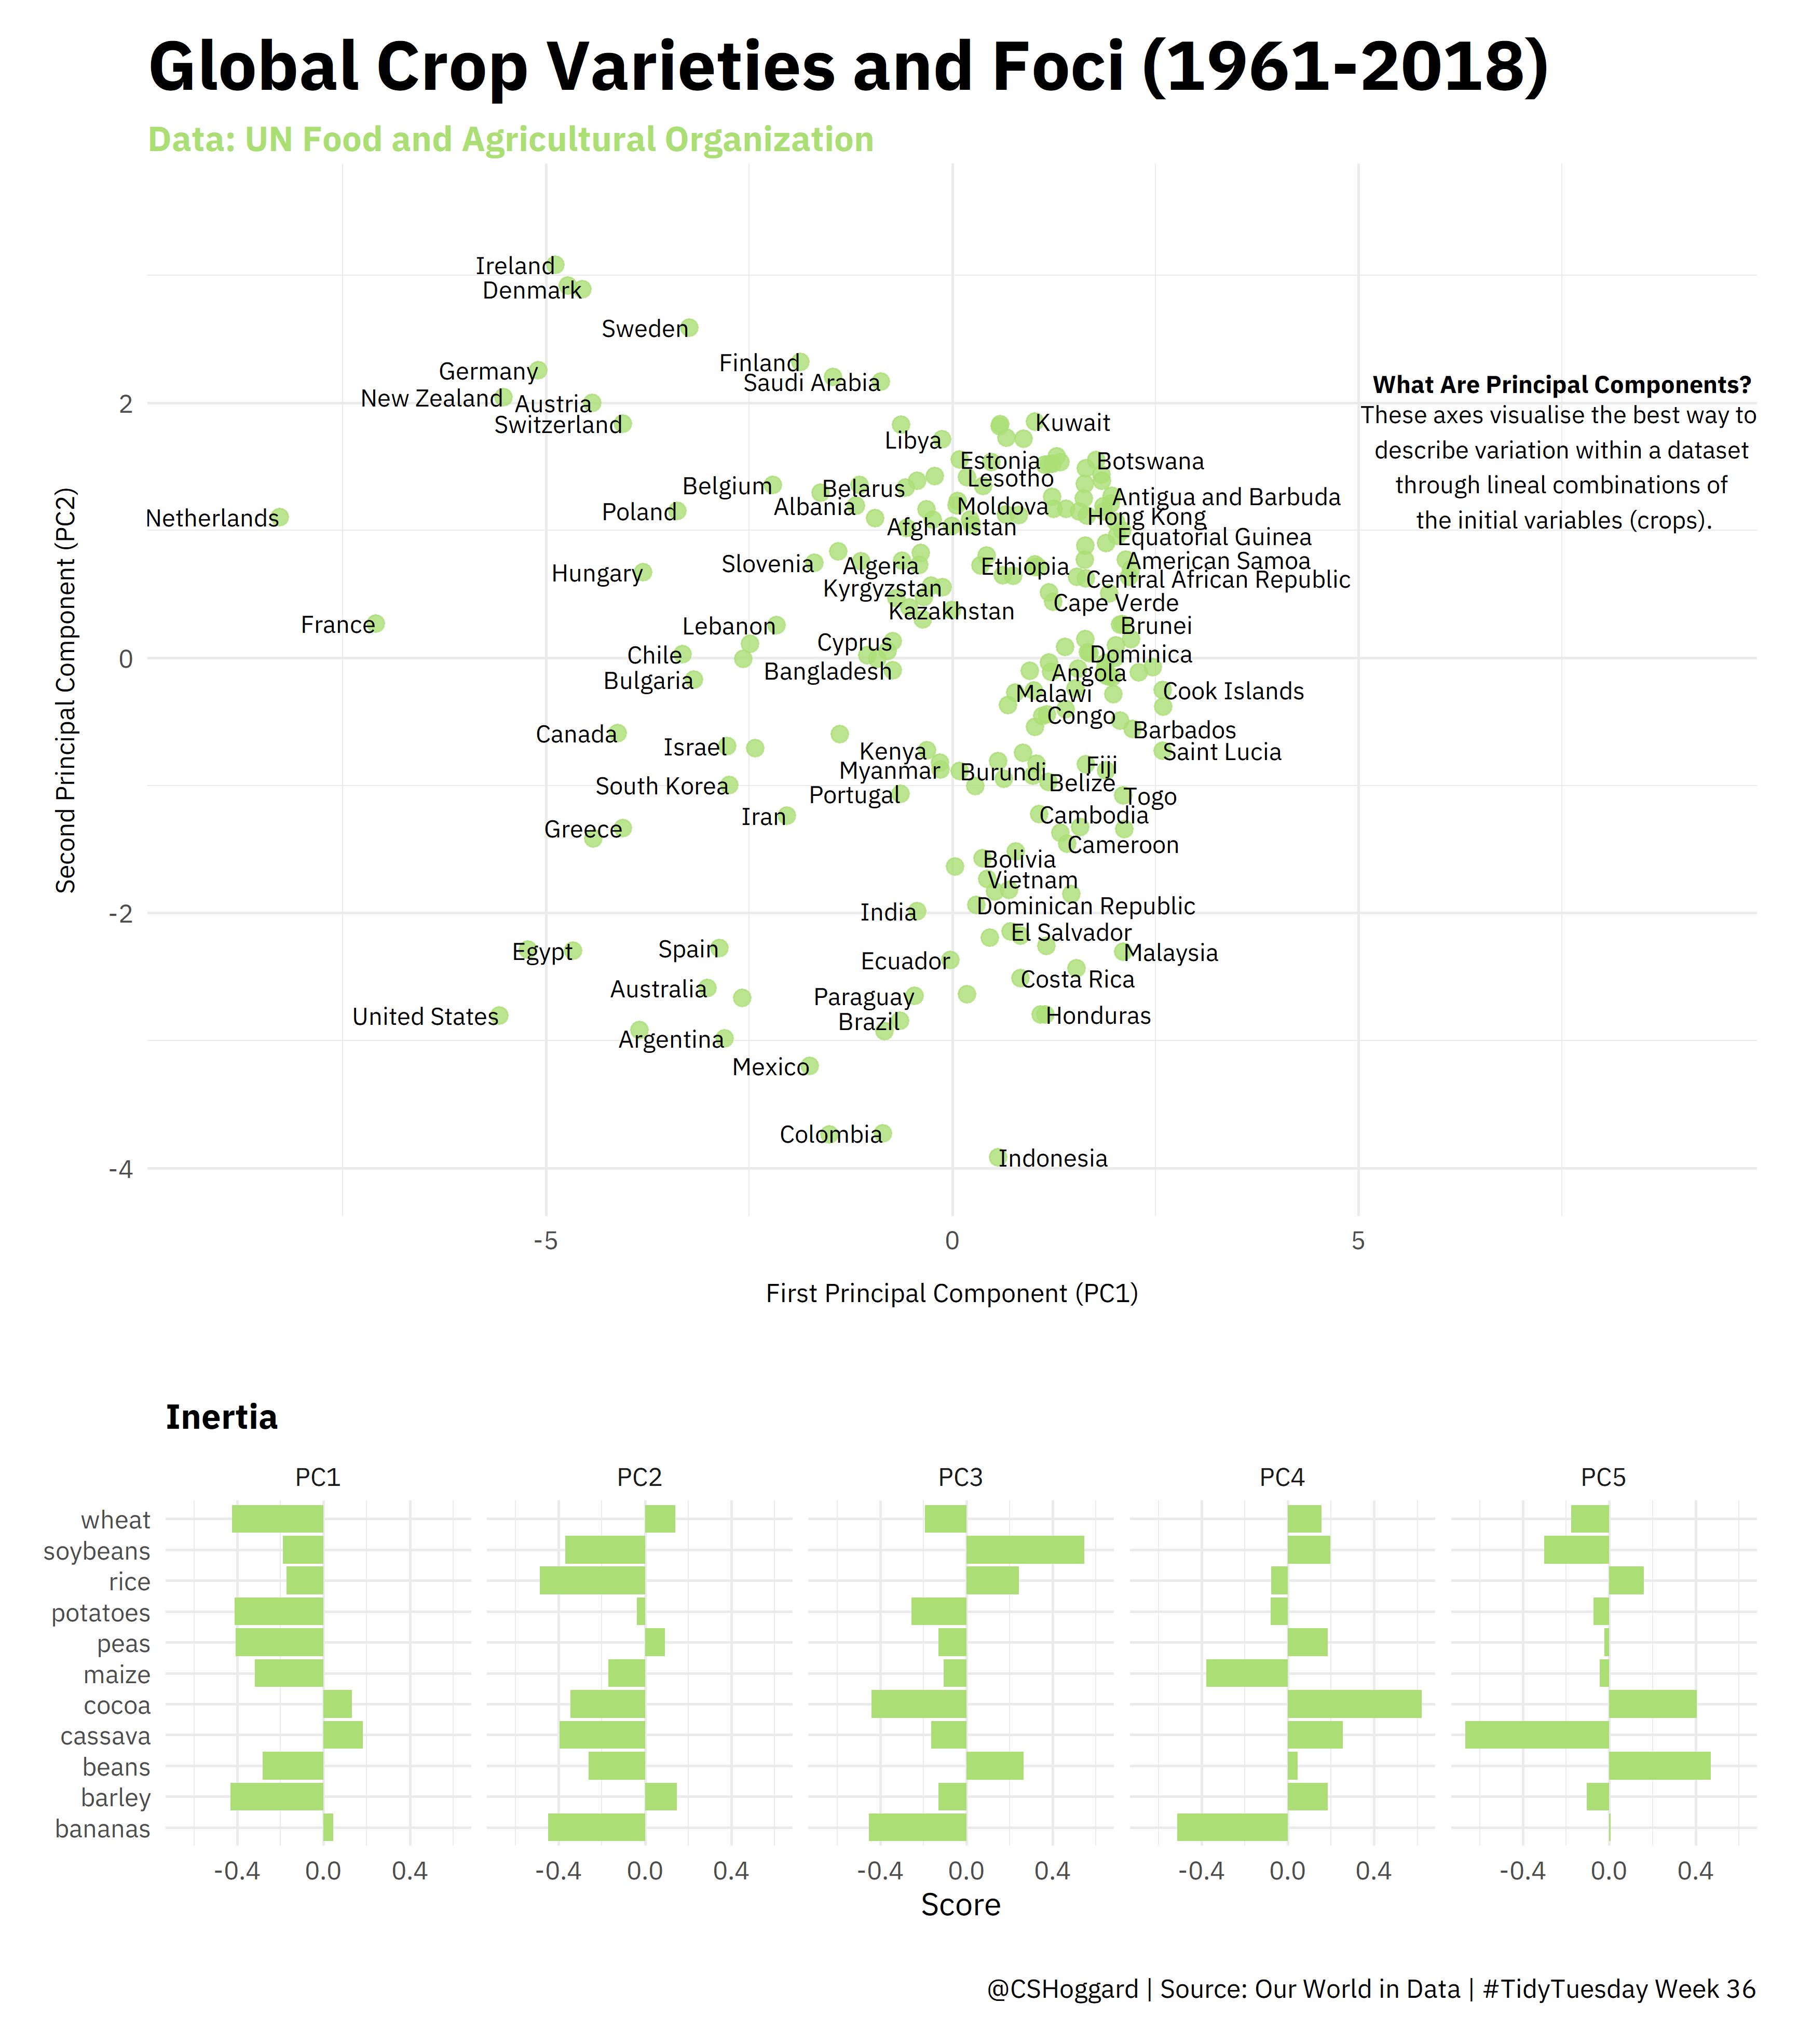 Global Crop Varieties and Foci (1961-2018)
Data: UN Food and Agricultural Organization
Second Principal Component (PC2)
2
0
-2
-4
Ireland
Denmark
Sweden
Finland
Germany
Saudi Arabia
New Zealand
Austria
Switzerland
Kuwait
Libya
Estonia
Botswana
Lesotho
Belgium
Belarus
Antigua and Barbuda
Albania
Moldova
Poland
Hong Kong
Netherlands
Afghanistan
Equatorial Guinea
Slovenia
Algeria
Ethiopia
American Samoa
Hungary
Central African Republic
Kyrgyzstan
Cape Verde
Kazakhstan
France
Lebanon
Brunei
Cyprus
Chile
Dominica
Bangladesh
Angola
Bulgaria
Malawi
Cook Islands
Congo
Canada
Barbados
Israel
Kenya
Saint Lucia
Fiji
Myanmar
Burundi
South Korea
Belize
Portugal
Togo
Iran
Cambodia
Greece
Cameroon
Bolivia
Vietnam
India
Dominican Republic
El Salvador
Egypt
Spain
Malaysia
Ecuador
Costa Rica
Australia
Paraguay
United States
Brazil
Honduras
Argentina
Mexico
Colombia
Indonesia
What Are Principal Components?
These axes visualise the best way to
describe variation within a dataset
through lineal combinations of
the initial variables (crops).
-5 0 5
First Principal Component (PC1)
Inertia
PC1 PC2 PC3 PC4 PC5
wheat
soybeans
rice
potatoes
peas
maize
cocoa
cassava
beans
barley
bananas
-0.4 0.0 0.4 -0.4 0.0 0.4 -0.4 0.0 0.4 -0.4 0.0 0.4 -0.4 0.0 0.4
Score
@CSHoggard | Source: Our World in Data | #TidyTuesday Week 36